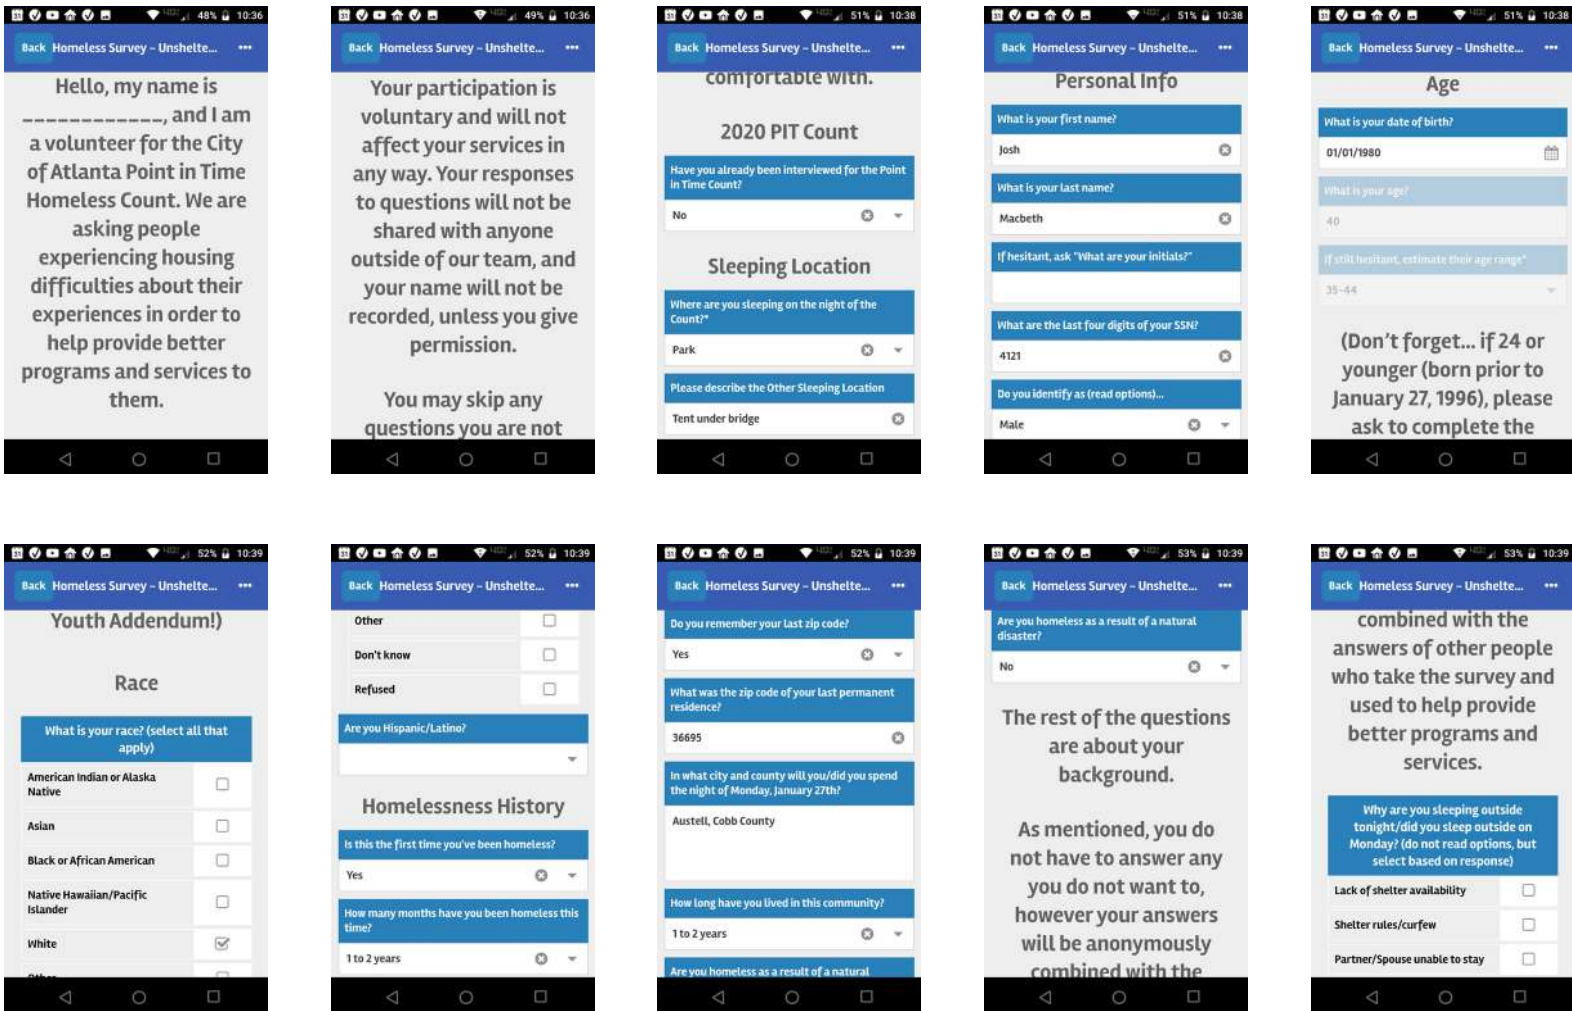 48% 10:36
Back Homeless Survey – Unshelte... •••
Hello, my name is
____________, and I am
a volunteer for the City
of Atlanta Point in Time
Homeless Count. We are
asking people
experiencing housing
difficulties about their
experiences in order to
help provide better
programs and services to
them.
49% 10:36
Back Homeless Survey – Unshelte... •••
Your participation is
voluntary and will not
affect your services in
any way. Your responses
to questions will not be
shared with anyone
outside of our team, and
your name will not be
recorded, unless you give
permission.
You may skip any
questions you are not
51% 10:38
Back Homeless Survey – Unshelte... •••
comfortable with.
2020 PIT Count
Have you already been interviewed for the Point
in Time Count?
No
Sleeping Location
Where are you sleeping on the night of the
Count?*
Park
Please describe the Other Sleeping Location
Tent under bridge
51% 10:38
Back Homeless Survey – Unshelte... •••
Personal Info
What is your first name?
Josh
What is your last name?
Macbeth
If hesitant, ask "What are your initials?"
What are the last four digits of your SSN?
4121
Do you identify as (read options)...
Male
51% 10:38
Back Homeless Survey – Unshelte... •••
Age
What is your date of birth?
01/01/1980
What is your age?
40
If still hesitant, estimate their age range*
35-44
(Don't forget... if 24 or
younger (born prior to
January 27, 1996), please
ask to complete the
52% 10:39
Back Homeless Survey – Unshelte... •••
Youth Addendum!)
Race
What is your race? (select all that
apply)
American Indian or Alaska
Native
Asian
Black or African American
Native Hawaiian/Pacific
Islander
White
Other
52% 10:39
Back Homeless Survey – Unshelte... •••
Other
Don't know
Refused
Are you Hispanic/Latino?
Homelessness History
Is this the first time you've been homeless?
Yes
How many months have you been homeless this
time?
1 to 2 years
52% 10:39
Back Homeless Survey – Unshelte... •••
Do you remember your last zip code?
Yes
What was the zip code of your last permanent
residence?
36695
In what city and county will you/did you spend
the night of Monday, January 27th?
Austell, Cobb County
How long have you lived in this community?
1 to 2 years
Are you homeless as a result of a natural
53% 10:39
Back Homeless Survey – Unshelte... •••
Are you homeless as a result of a natural
disaster?
No
The rest of the questions
are about your
background.
As mentioned, you do
not have to answer any
you do not want to,
however your answers
will be anonymously
combined with the
53% 10:39
Back Homeless Survey – Unshelte... •••
combined with the
answers of other people
who take the survey and
used to help provide
better programs and
services.
Why are you sleeping outside
tonight/did you sleep outside on
Monday? (do not read options, but
select based on response)
Lack of shelter availability
Shelter rules/curfew
Partner/Spouse unable to stay